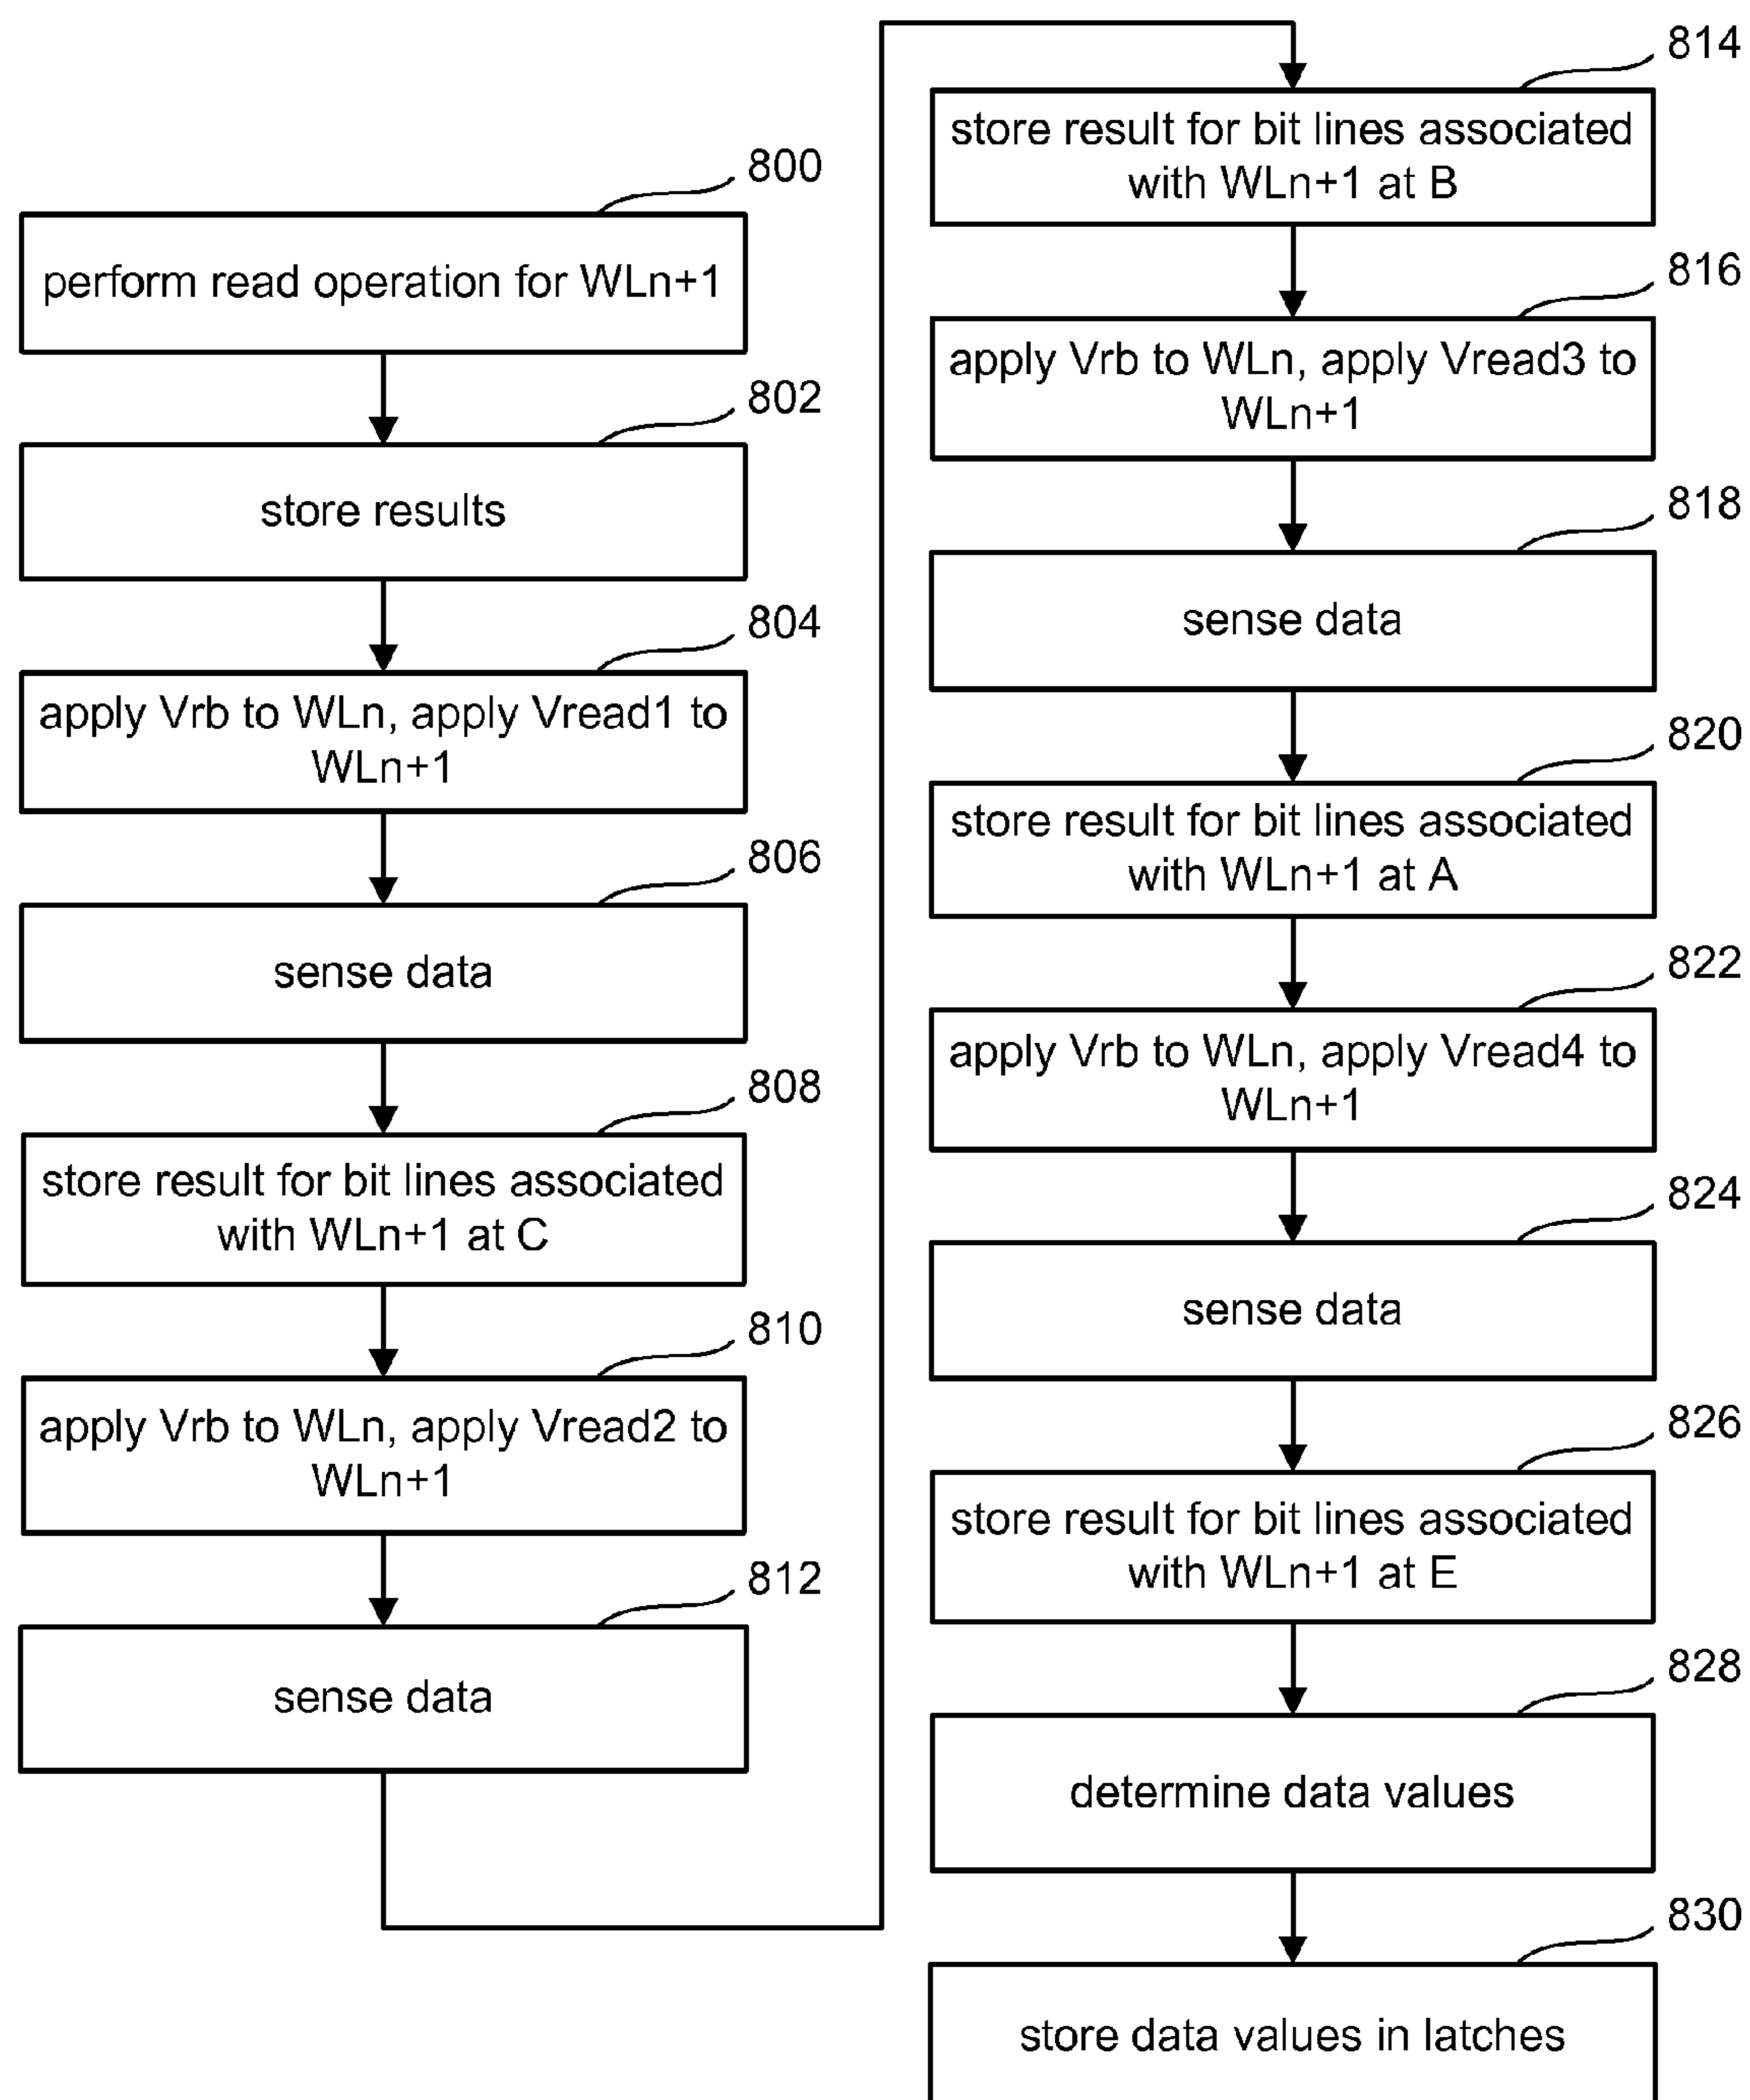 800
perform read operation for WLn+1
802
store results
804
apply Vrb to WLn, apply Vread1 to
WLn+1
806
sense data
808
store result for bit lines associated
with WLn+1 at C
810
apply Vrb to WLn, apply Vread2 to
WLn+1
812
sense data
814
store result for bit lines associated
with WLn+1 at B
816
apply Vrb to WLn, apply Vread3 to
WLn+1
818
sense data
820
store result for bit lines associated
with WLn+1 at A
822
apply Vrb to WLn, apply Vread4 to
WLn+1
824
sense data
826
store result for bit lines associated
with WLn+1 at E
828
determine data values
830
store data values in latches